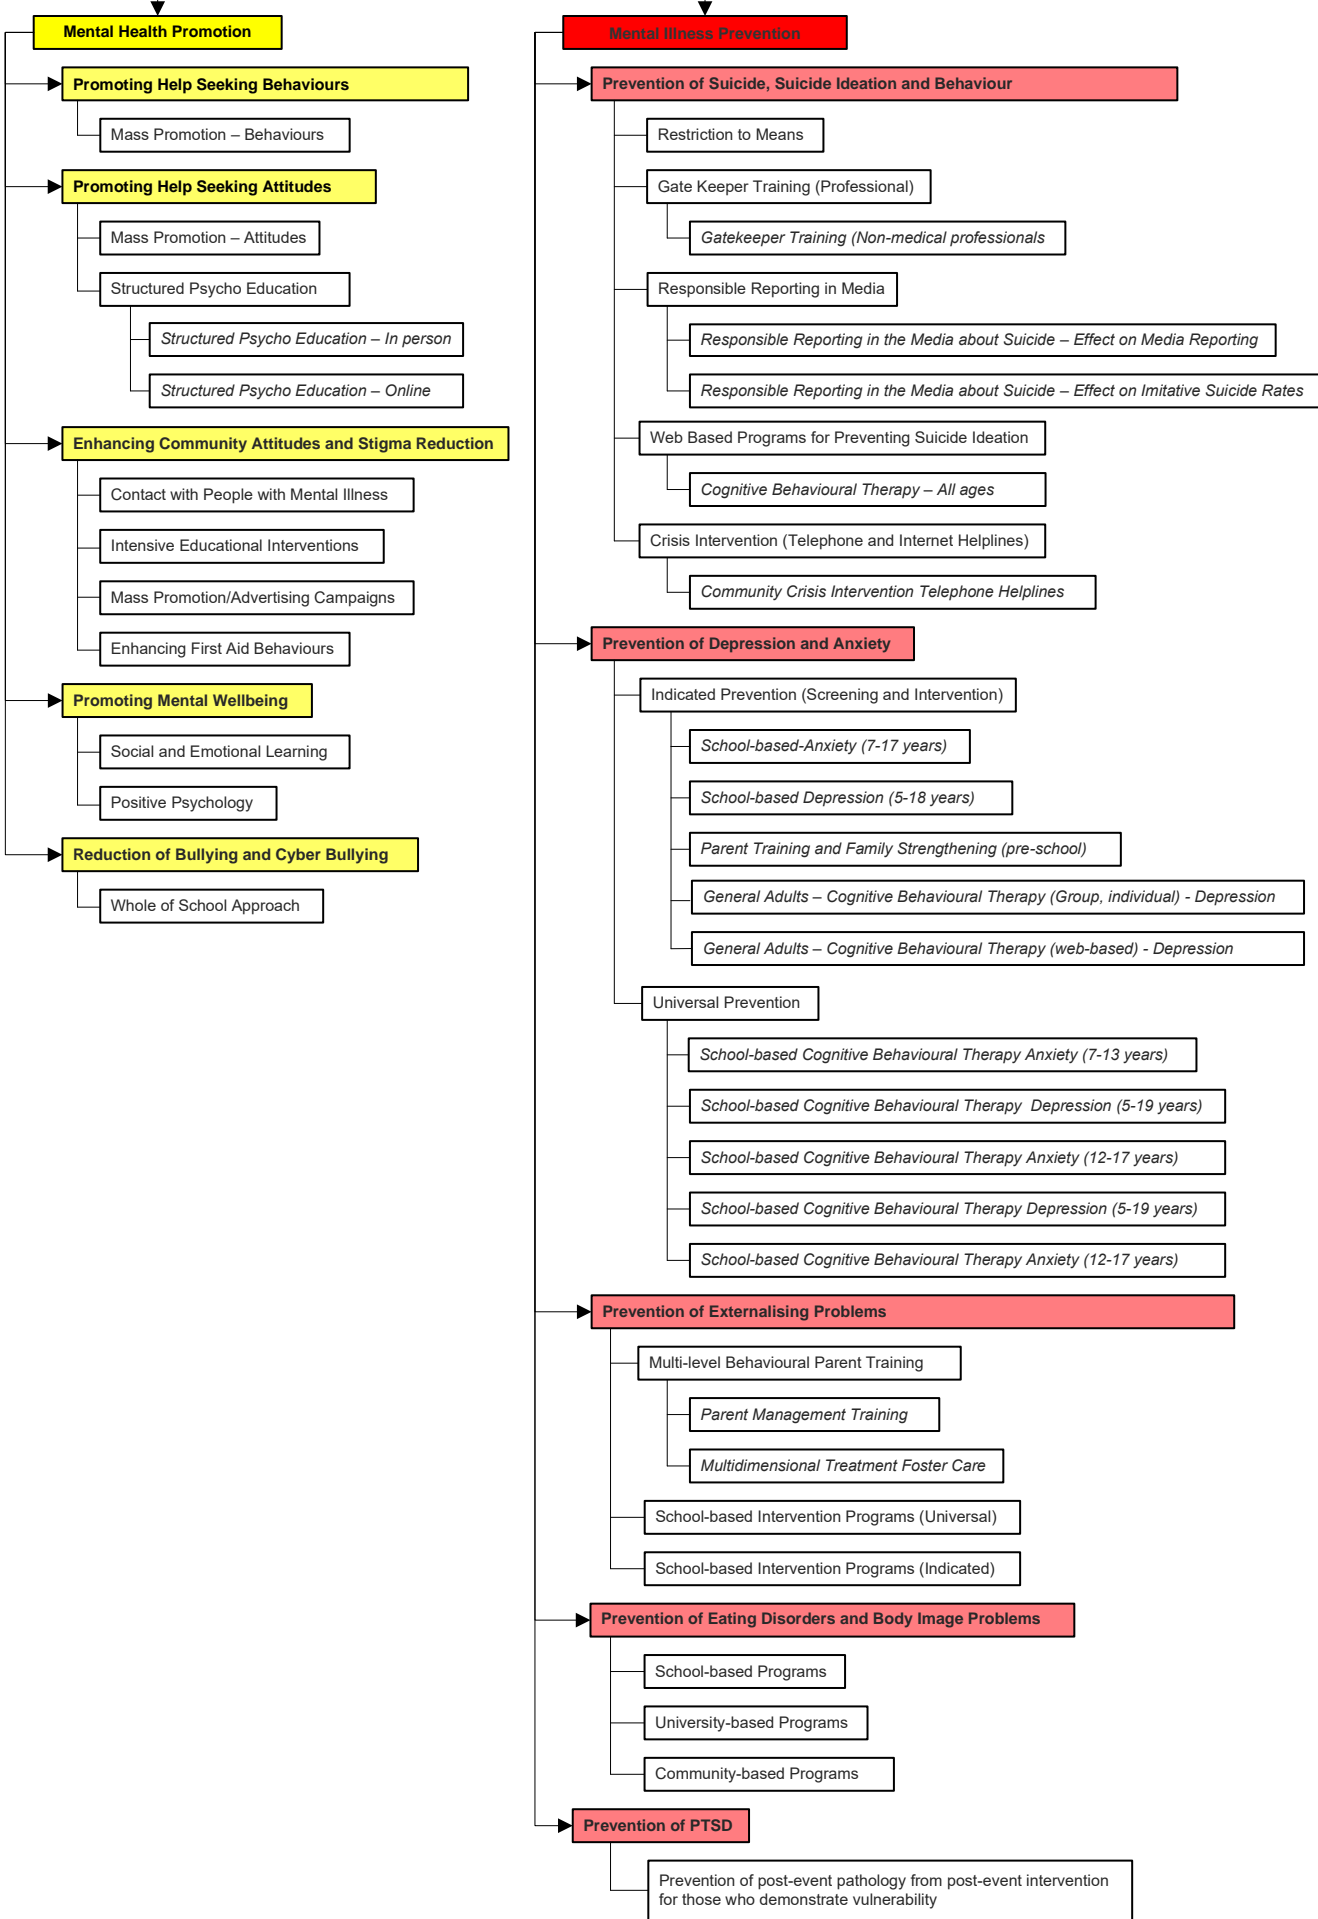 Mental Health Promotion
Promoting Help Seeking Behaviours
Mass Promotion – Behaviours
Promoting Help Seeking Attitudes
Mass Promotion – Attitudes
Structured Psycho Education
Structured Psycho Education – In person
Structured Psycho Education – Online
Enhancing Community Attitudes and Stigma Reduction
Contact with People with Mental Illness
Intensive Educational Interventions
Mass Promotion/Advertising Campaigns
Enhancing First Aid Behaviours
Promoting Mental Wellbeing
Social and Emotional Learning
Positive Psychology
Reduction of Bullying and Cyber Bullying
Whole of School Approach
Mental Illness Prevention
Prevention of Suicide, Suicide Ideation and Behaviour
Restriction to Means
Gate Keeper Training (Professional)
Gatekeeper Training (Non-medical professionals
Responsible Reporting in Media
Responsible Reporting in the Media about Suicide – Effect on Media Reporting
Responsible Reporting in the Media about Suicide – Effect on Imitative Suicide Rates
Web Based Programs for Preventing Suicide Ideation
Cognitive Behavioural Therapy – All ages
Crisis Intervention (Telephone and Internet Helplines)
Community Crisis Intervention Telephone Helplines
Prevention of Depression and Anxiety
Indicated Prevention (Screening and Intervention)
School-based-Anxiety (7-17 years)
School-based Depression (5-18 years)
Parent Training and Family Strengthening (pre-school)
General Adults – Cognitive Behavioural Therapy (Group, individual) - Depression
General Adults – Cognitive Behavioural Therapy (web-based) - Depression
Universal Prevention
School-based Cognitive Behavioural Therapy Anxiety (7-13 years)
School-based Cognitive Behavioural Therapy  Depression (5-19 years)
School-based Cognitive Behavioural Therapy Anxiety (12-17 years)
School-based Cognitive Behavioural Therapy Depression (5-19 years)
School-based Cognitive Behavioural Therapy Anxiety (12-17 years)
Prevention of Externalising Problems
Multi-level Behavioural Parent Training
Parent Management Training
Multidimensional Treatment Foster Care
School-based Intervention Programs (Universal)
School-based Intervention Programs (Indicated)
Prevention of Eating Disorders and Body Image Problems
School-based Programs
University-based Programs
Community-based Programs
Prevention of PTSD
Prevention of post-event pathology from post-event intervention
for those who demonstrate vulnerability